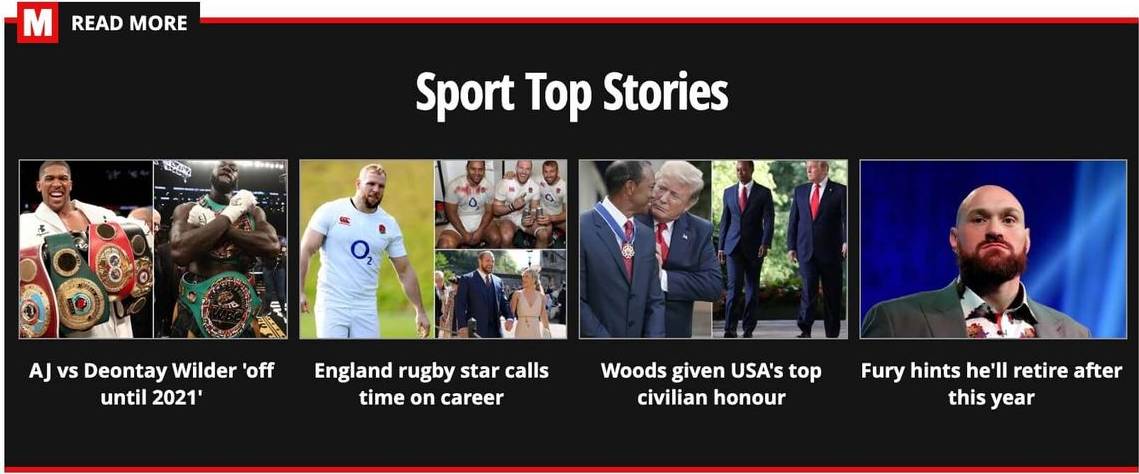 M READ MORE
Sport Top Stories
O2
AJ vs Deontay Wilder 'off
until 2021'
England rugby star calls
time on career
Woods given USA's top
civilian honour
Fury hints he'll retire after
this year